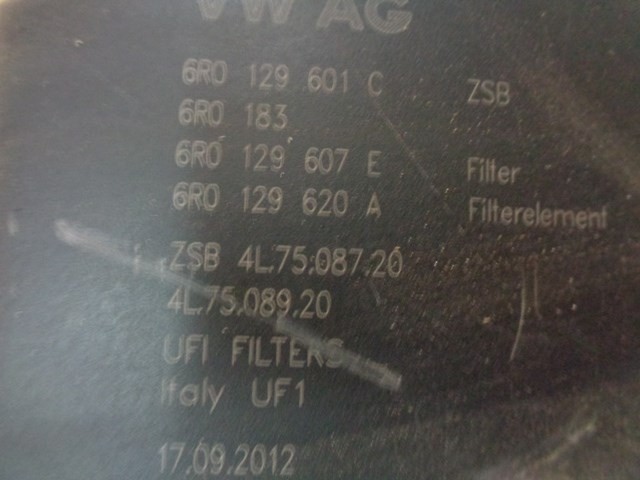 VW AG
6R0 129 601 C ZSB
6R0 183
6R0 129 607 E Filter
6R0 129 620 A Filterelement
ZSB 4L.75.087.20
4L.75.089.20
UFI FILTERS
Italy UF1
17.09.2012